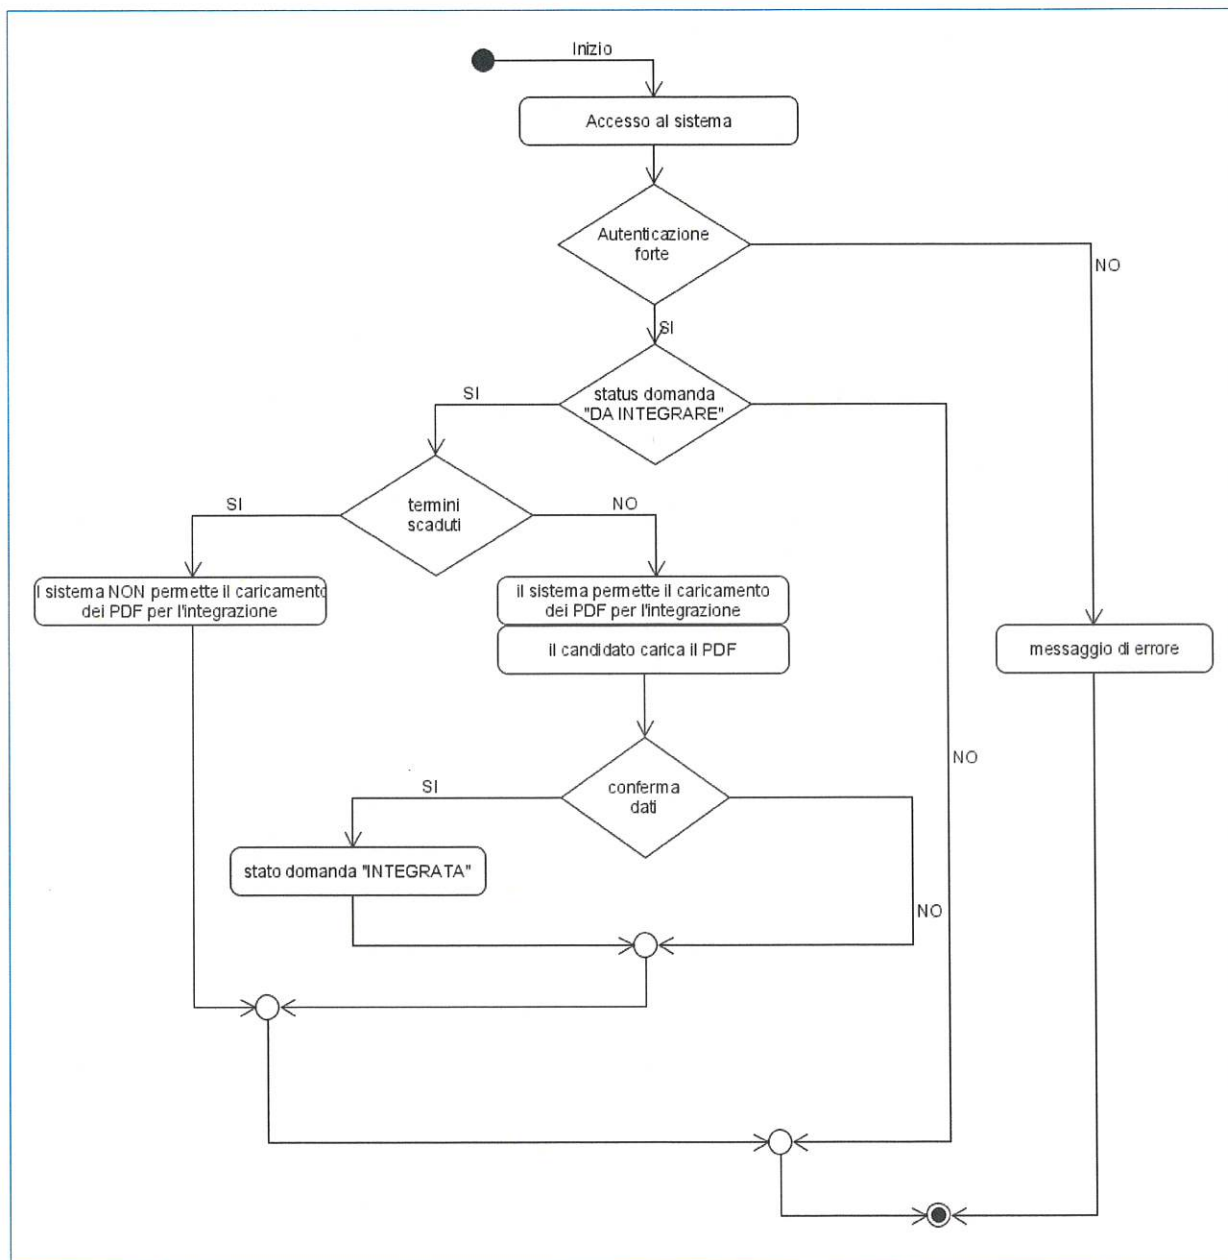 Inizio
Accesso al sistema
Autenticazione
forte
NO
SI
status domanda
"DA INTEGRARE"
SI
termini
scaduti
SI
NO
l sistema NON permette il caricamento
dei PDF per l'integrazione
il sistema permette il caricamento
dei PDF per l'integrazione
il candidato carica il PDF
messaggio di errore
NO
conferma
dati
SI
stato domanda "INTEGRATA"
NO